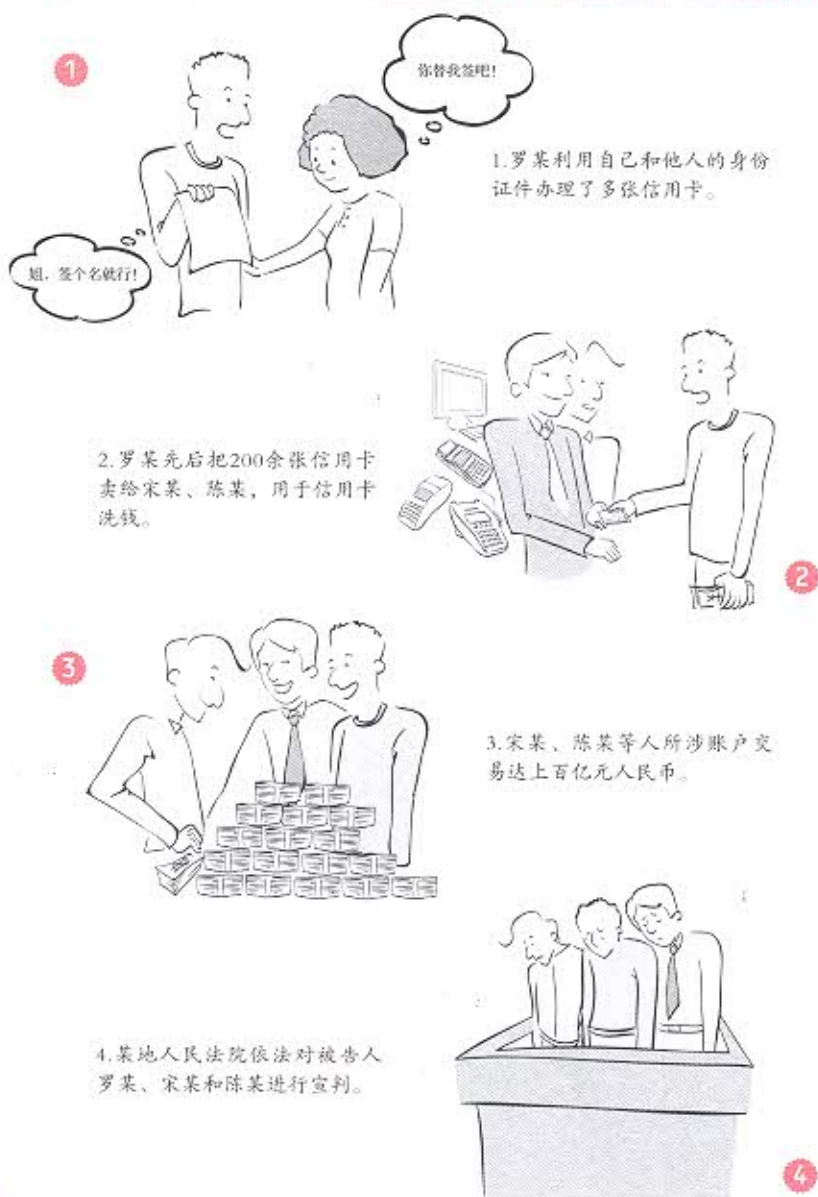 1
你替我签吧！
1.罗某利用自己和他人的身份
证件办理了多张信用卡。
姐，签个名就行！
2.罗某先后把200余张信用卡
卖给宋某、陈某，用于信用卡
洗钱。
2
3
3.宋某、陈某等人所涉账户交
易达上百亿元人民币。
4.某地人民法院依法对被告人
罗某、宋某和陈某进行宣判。
4